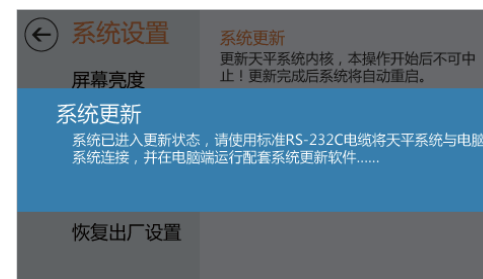 系统设置
系统更新
更新天平系统内核，本操作开始后不可中
止！更新完成后系统将自动重启。
屏幕亮度
系统更新
系统已进入更新状态，请使用标准RS-232C电缆将天平系统与电脑
系统连接，并在电脑端运行配套系统更新软件......
恢复出厂设置